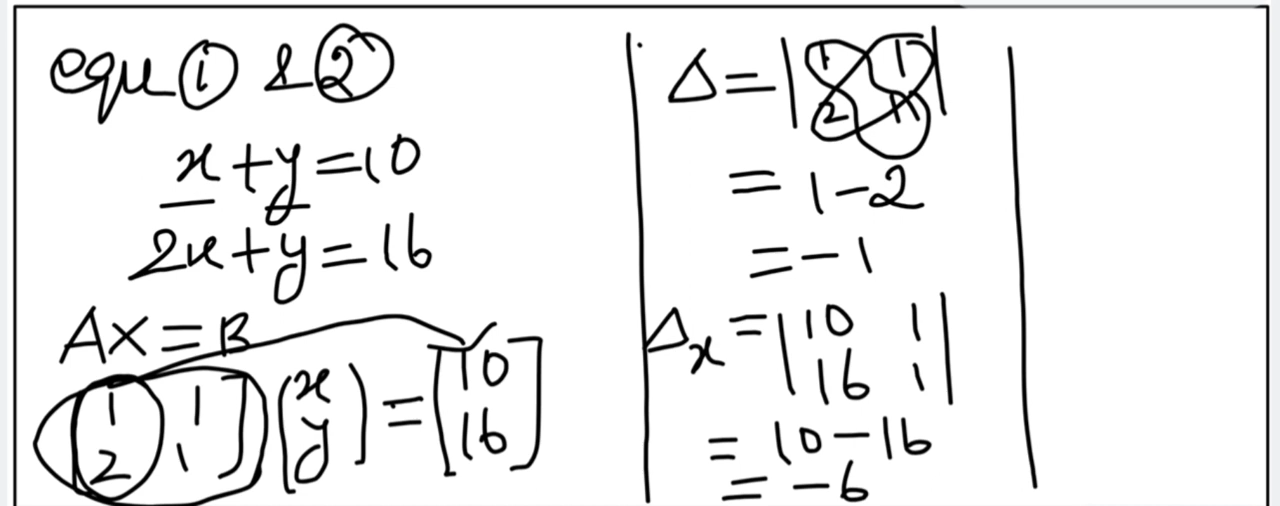 equ ① & ②
x + y = 10
2x + y = 16
AX = B
[1 1
2 1] (x
y) = [10
16]
Δ = |1 1
2 1|
= 1 - 2
= - 1
Δx = |10 1
16 1|
= 10 - 16
= - 6